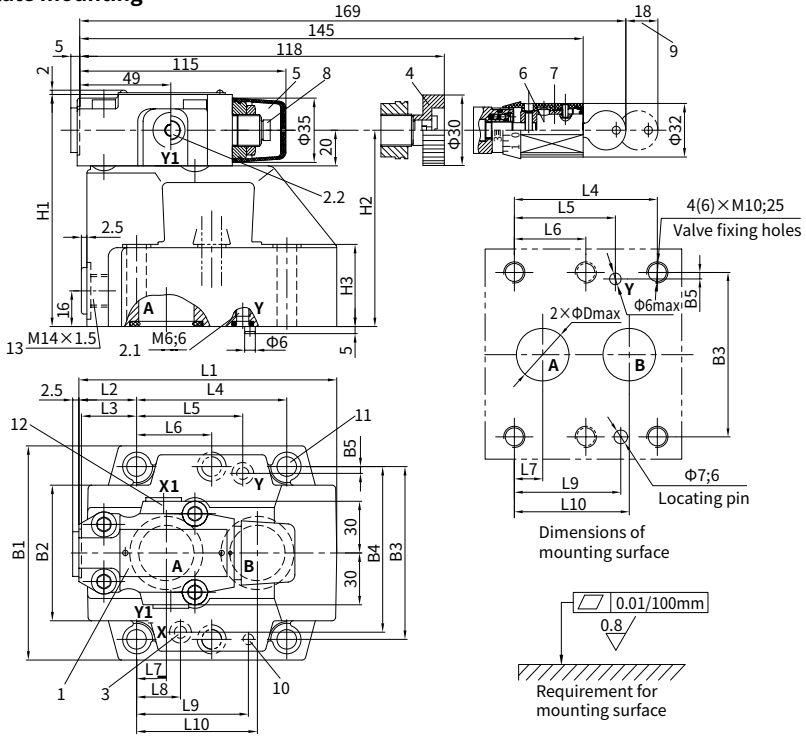 169
18
145
5
118
9
115
2
49
5
8
4
6
7
Φ35
20
Φ30
Φ32
Y1
2.2
H1
H2
L4
L5
4(6)×M10;25
L6
Valve fixing holes
2.5
H3
Y
Φ6max
B5
16
A
Y
2×ΦDmax
B3
M14×1.5
M6;6
Φ6
5
13
2.1
A
B
L1
2.5
L2
L4
L3
L5
11
12
L6
B5
L7
Φ7;6
X1
Y
L9
Locating pin
L10
30
Dimensions of
mounting surface
B1
B2
A
B
B4
B3
30
0.01/100mm
Y1
X
0.8
L7
1
3
L8
10
L9
Requirement for
L10
mounting surface